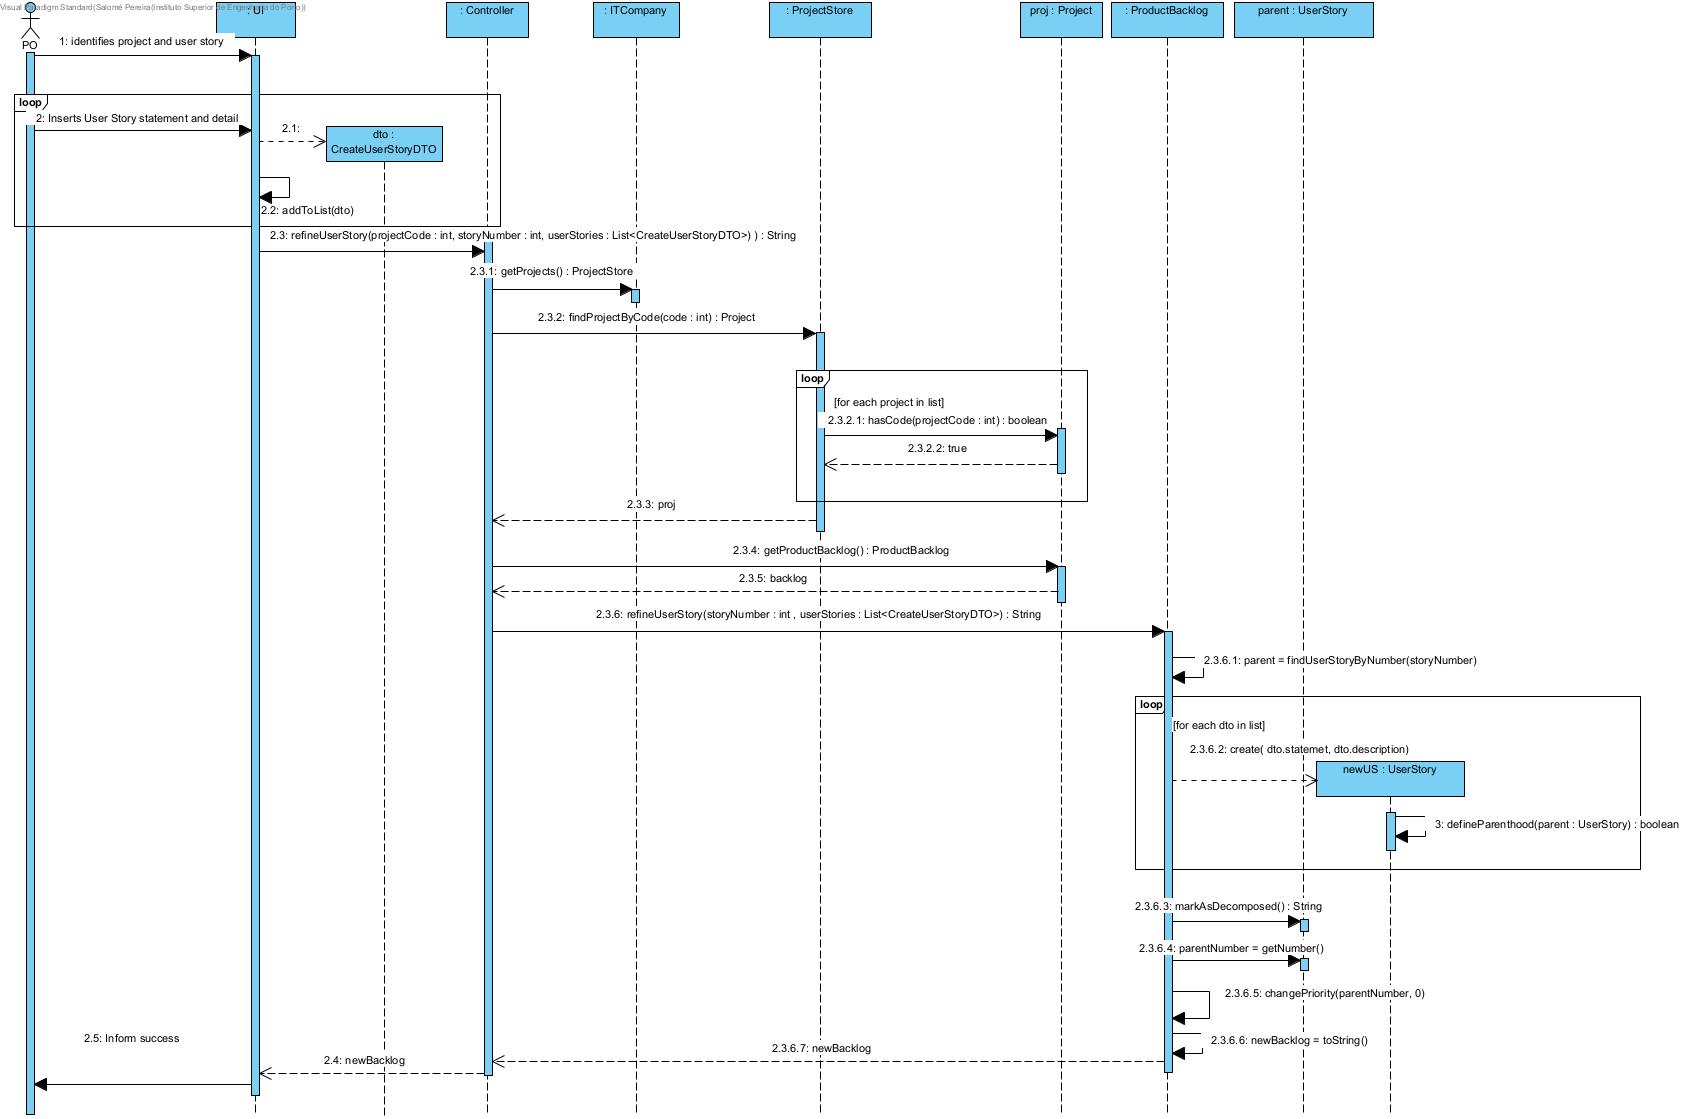 Visual Paradigm Standard(Salomé Pereira(Instituto Superior de Engenharia do Porto))
: UI
: Controller
: ITCompany
: ProjectStore
proj : Project
: ProductBacklog
parent : UserStory
PO
1: identifies project and user story
loop
2: Inserts User Story statement and detail
2.1:
dto :
CreateUserStoryDTO
2.2: addToList(dto)
2.3: refineUserStory(projectCode : int, storyNumber : int, userStories : List<CreateUserStoryDTO>) ) : String
2.3.1: getProjects() : ProjectStore
2.3.2: findProjectByCode(code : int) : Project
loop
[for each project in list]
2.3.2.1: hasCode(projectCode : int) : boolean
2.3.2.2: true
2.3.3: proj
2.3.4: getProductBacklog() : ProductBacklog
2.3.5: backlog
2.3.6: refineUserStory(storyNumber : int , userStories : List<CreateUserStoryDTO>) : String
2.3.6.1: parent = findUserStoryByNumber(storyNumber)
loop
[for each dto in list]
2.3.6.2: create( dto.statemet, dto.description)
newUS : UserStory
3: defineParenthood(parent : UserStory) : boolean
2.3.6.3: markAsDecomposed() : String
2.3.6.4: parentNumber = getNumber()
2.3.6.5: changePriority(parentNumber, 0)
2.3.6.6: newBacklog = toString()
2.3.6.7: newBacklog
2.4: newBacklog
2.5: Inform success